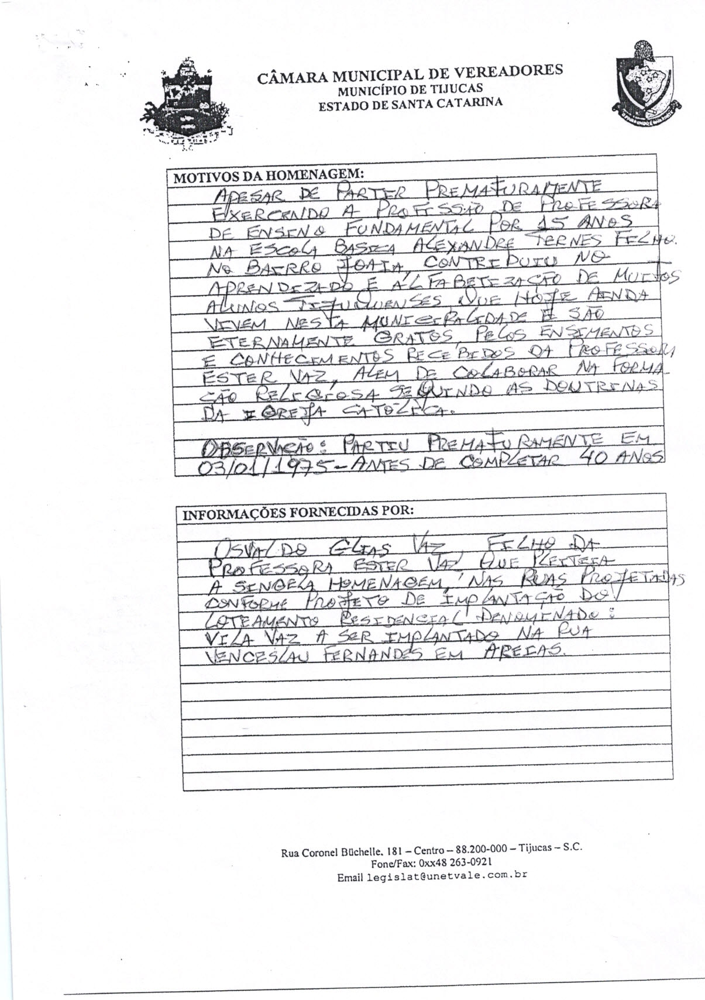 CÂMARA MUNICIPAL DE VEREADORES
MUNICÍPIO DE TIJUCAS
ESTADO DE SANTA CATARINA
MOTIVOS DA HOMENAGEM:
APESAR DE PARTIR PREMATURAMENTE
EXERCENDO A PROFISSÃO DE PROFESSORA
DE ENSINO FUNDAMENTAL POR 15 ANOS
NA ESCOLA BASICA ALEXANDRE TERNES FILHO.
NO BAIRRO JOAIA, CONTRIBUIU NO
APRENDIZADO E ALFABETIZAÇÃO DE MUITOS
ALUNOS TIJUQUENSES, QUE HOJE AINDA
VIVEM NESTA MUNICIPALIDADE E SÃO
ETERNAMENTE GRATOS, PELOS ENSIMENTOS
E CONHECIMENTOS RECEBIDOS DA PROFESSORA
ESTER VAZ, ALEM DE COLABORAR NA FORMA
ÇÃO RELIGIOSA SEQUINDO AS DOUTRINAS
DA IGREJA CATOLICA.
OBSERVAÇÃO: PARTIU PREMATURAMENTE EM
03/01/1975 - ANTES DE COMPLETAR 40 ANOS
INFORMAÇÕES FORNECIDAS POR:
OSVALDO ELIAS VAZ, FILHO DA
PROFESSORA ESTER VAZ QUE PLEITEIA
A SINGELA HOMENAGEM, NAS RUAS PROJETADAS
CONFORME PROJETO DE IMPLANTAÇÃO DO
LOTEAMENTO RESIDENCIAL DENOMINADO:
VILA VAZ A SER IMPLANTADO NA RUA
VENCESLAU FERNANDES EM AREIAS.
Rua Coronel Büchelle, 181 – Centro – 88.200-000 – Tijucas – S.C.
Fone/Fax: 0xx48 263-0921
Email legislat@unetvale.com.br